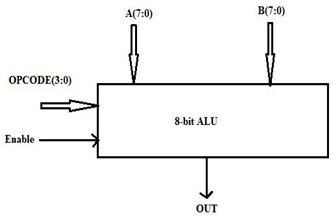 A(7:0)
B(7:0)
OPCODE(3:0)
8-bit ALU
Enable
OUT